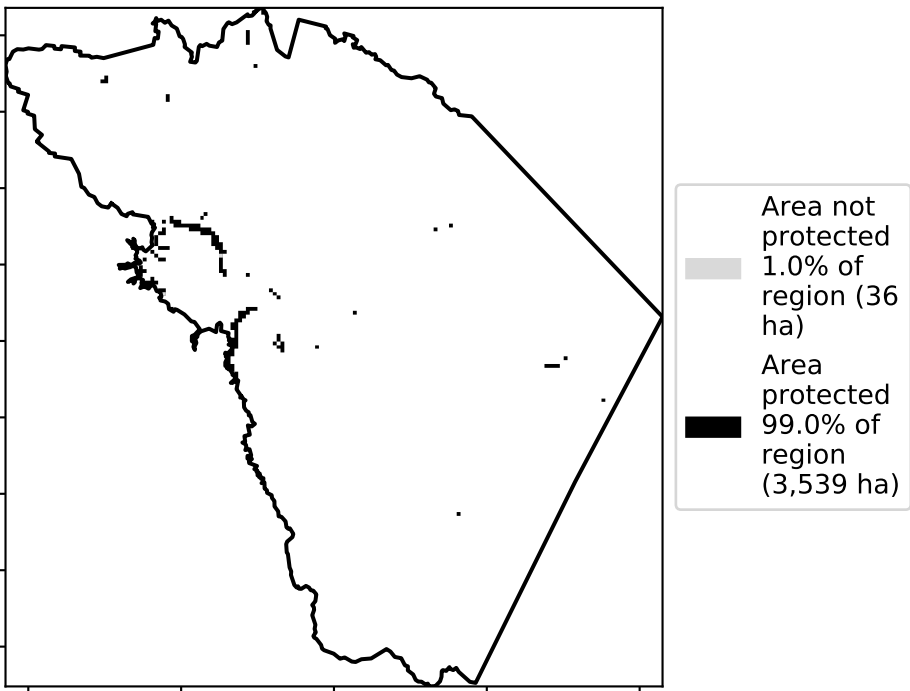 Area not
protected
1.0% of
region (36
ha)
Area
protected
99.0% of
region
(3,539 ha)